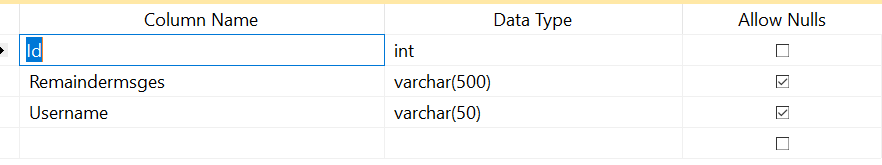 Column Name Data Type Allow Nulls
Id int
Remaindermsges varchar(500)
Username varchar(50)